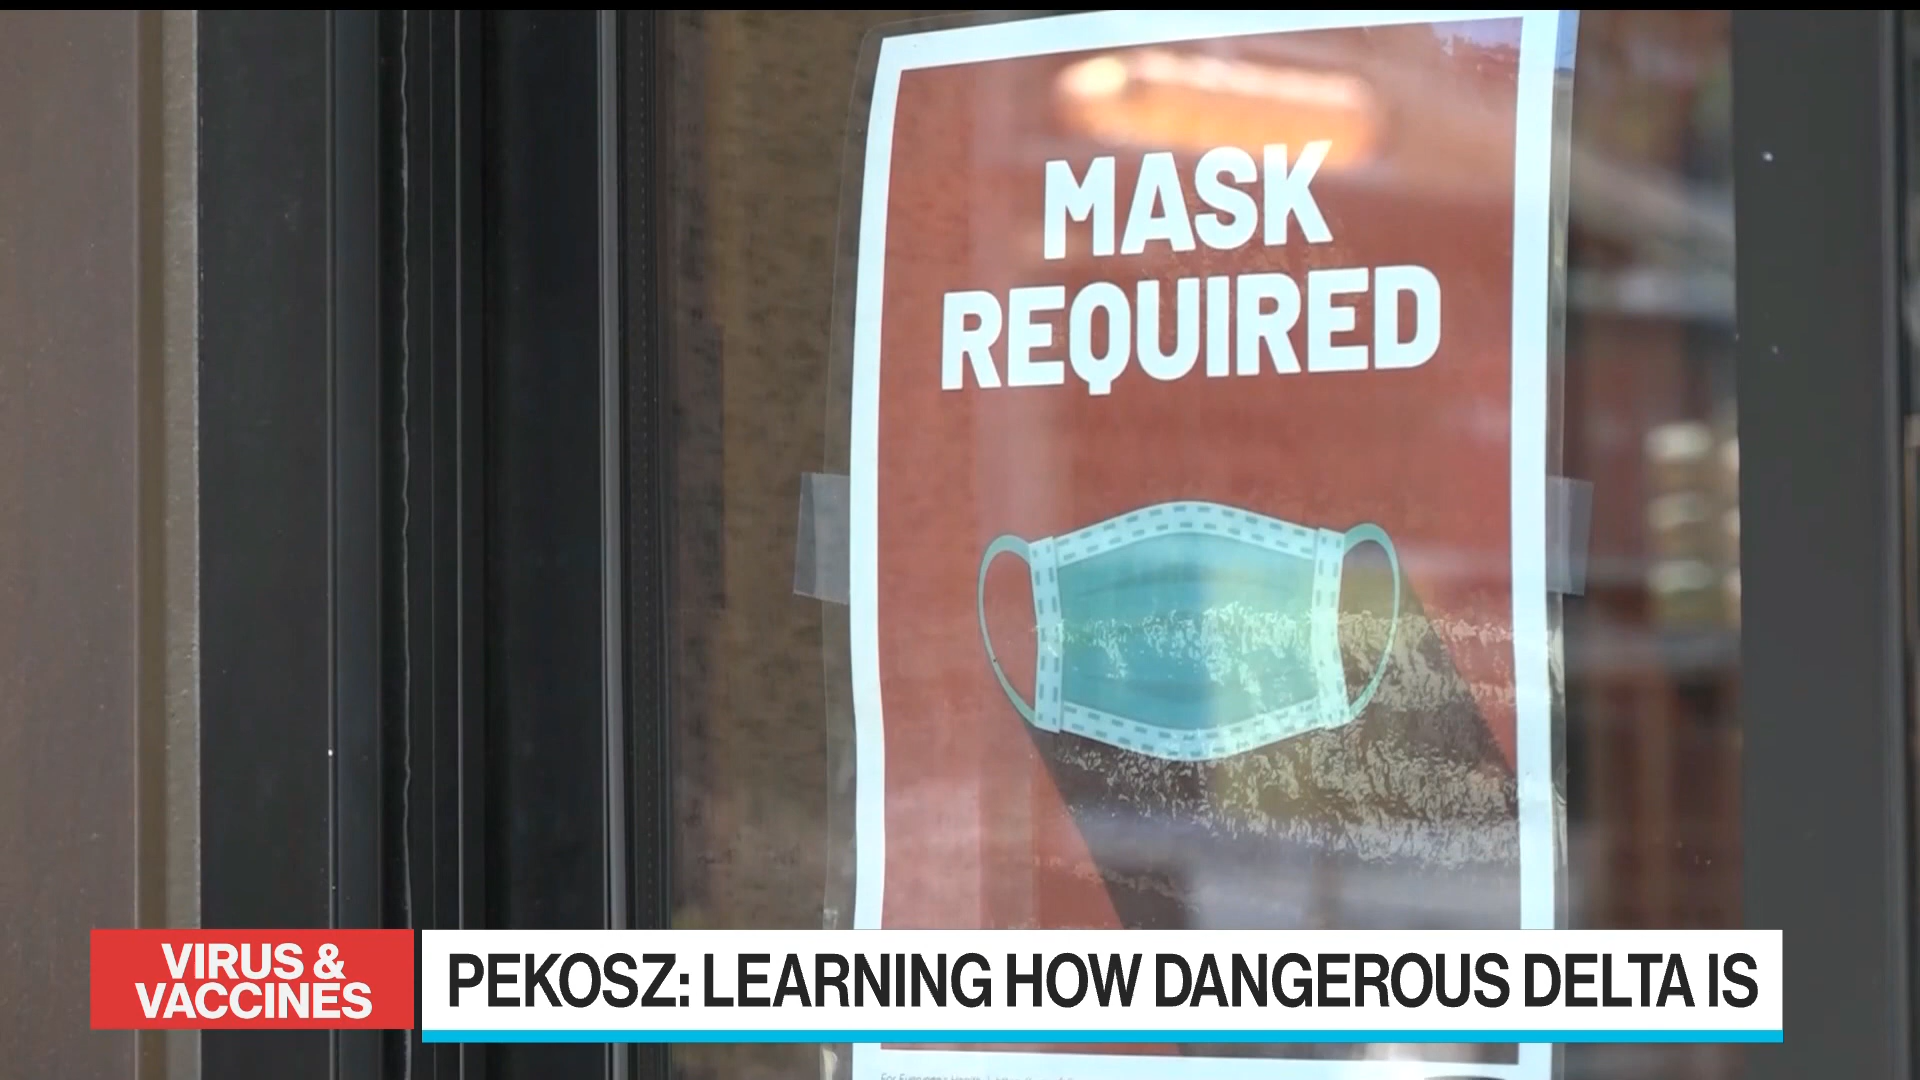 MASK
REQUIRED
VIRUS &
VACCINES
PEKOSZ: LEARNING HOW DANGEROUS DELTA IS